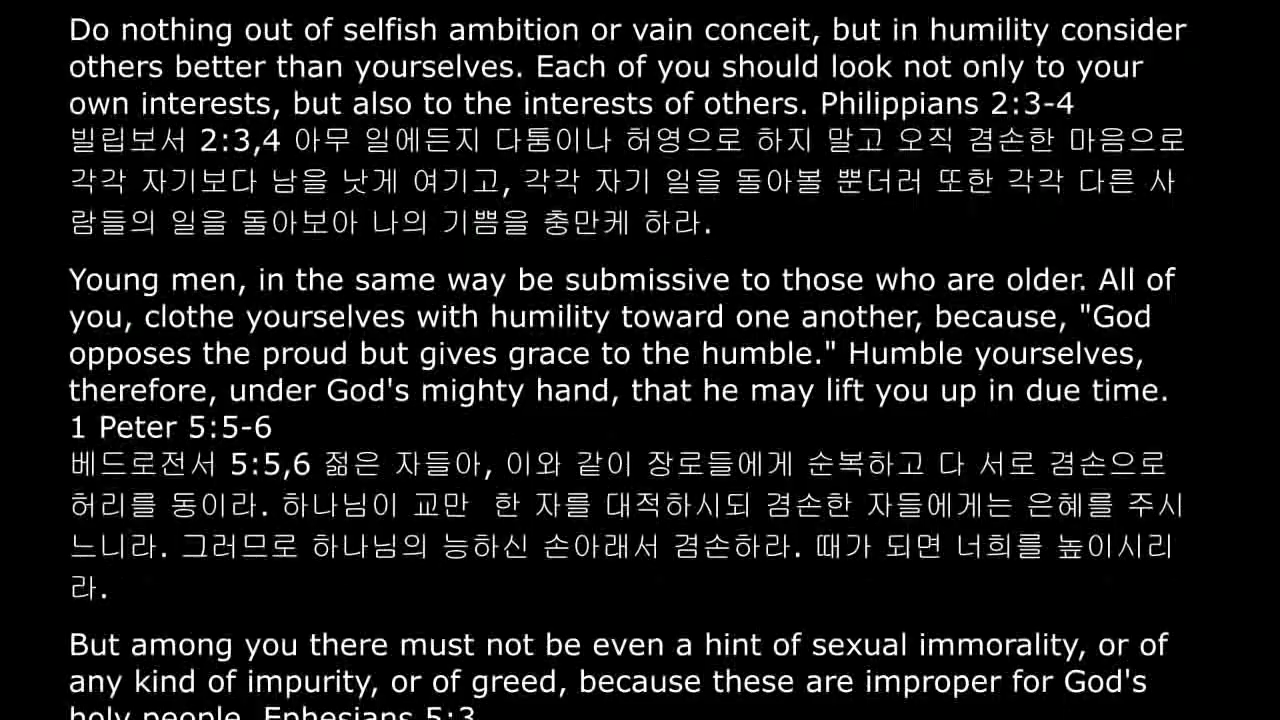 Do nothing out of selfish ambition or vain conceit, but in humility consider
others better than yourselves. Each of you should look not only to your
own interests, but also to the interests of others. Philippians 2:3-4
빌립보서 2:3,4 아무 일에든지 다툼이나 허영으로 하지 말고 오직 겸손한 마음으로
각각 자기보다 남을 낫게 여기고, 각각 자기 일을 돌아볼 뿐더러 또한 각각 다른 사
람들의 일을 돌아보아 나의 기쁨을 충만케 하라.
Young men, in the same way be submissive to those who are older. All of
you, clothe yourselves with humility toward one another, because, "God
opposes the proud but gives grace to the humble." Humble yourselves,
therefore, under God's mighty hand, that he may lift you up in due time.
1 Peter 5:5-6
베드로전서 5:5,6 젊은 자들아, 이와 같이 장로들에게 순복하고 다 서로 겸손으로
허리를 동이라. 하나님이 교만 한 자를 대적하시되 겸손한 자들에게는 은혜를 주시
느니라. 그러므로 하나님의 능하신 손아래서 겸손하라. 때가 되면 너희를 높이시리
라.
But among you there must not be even a hint of sexual immorality, or of
any kind of impurity, or of greed, because these are improper for God's
holy people. Ephesians 5:3